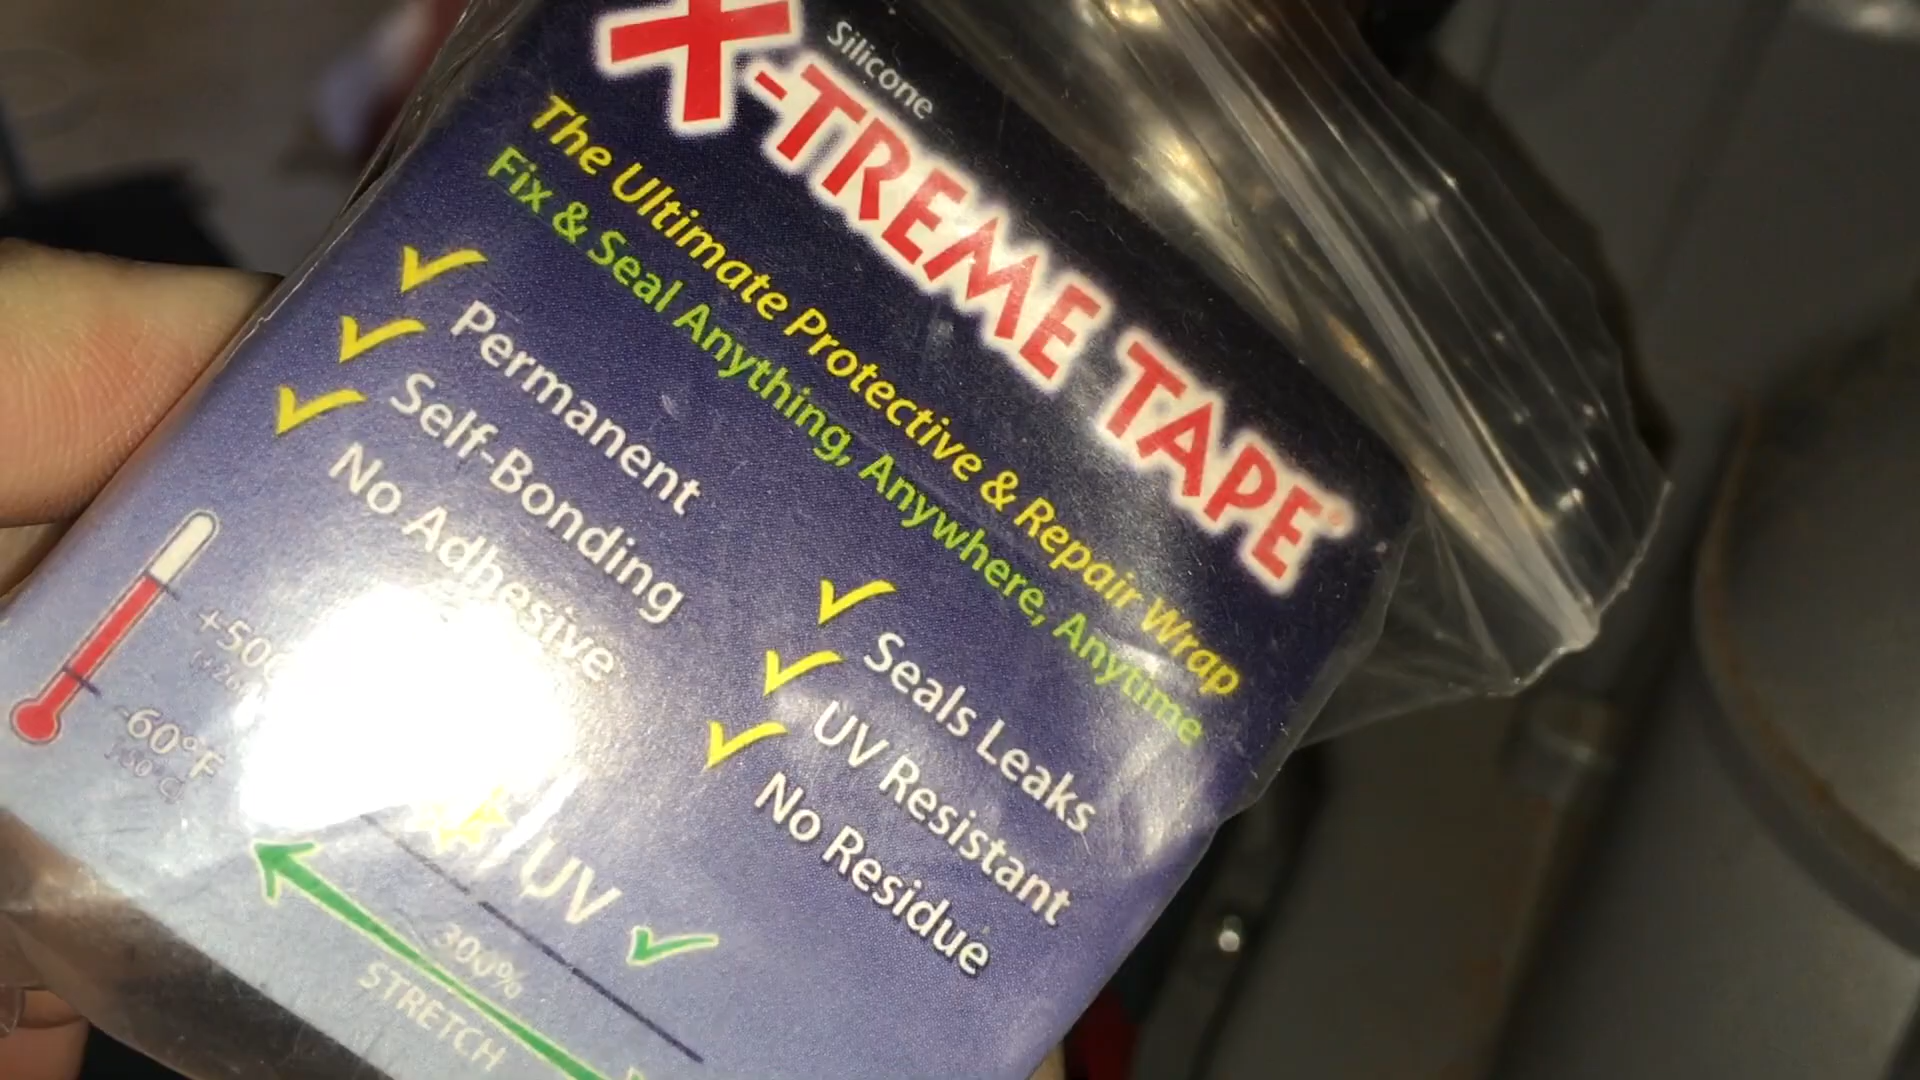 Silicone
X-TREME TAPE®
The Ultimate Protective & Repair Wrap
Fix & Seal Anything, Anywhere, Anytime
Permanent
Self-Bonding
No Adhesive
Seals Leaks
UV Resistant
No Residue
-60°F
UV
300%
STRETCH